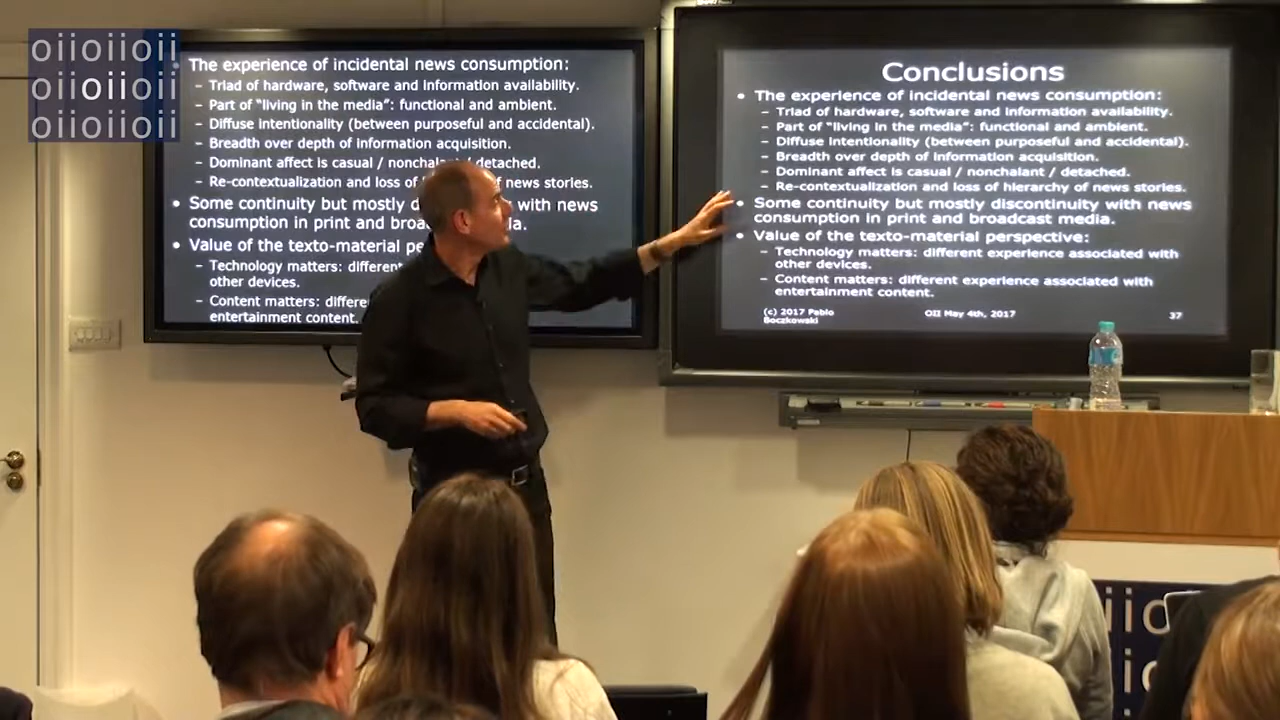 oiioiioii
oiioiioii
oiioiioii
The experience of incidental news consumption:
– Triad of hardware, software and information availability.
– Part of "living in the media": functional and ambient.
– Diffuse intentionality (between purposeful and accidental).
– Breadth over depth of information acquisition.
– Dominant affect is casual / nonchalant / detached.
– Re-contextualization and loss of of news stories.
• Some continuity but mostly with news
consumption in print and
• Value of the texto-material
– Technology matters: different
other devices.
– Content matters:
entertainment content.
Conclusions
• The experience of incidental news consumption:
– Triad of hardware, software and information availability.
– Part of "living in the media": functional and ambient.
– Diffuse intentionality (between purposeful and accidental).
– Breadth over depth of information acquisition.
– Dominant affect is casual / nonchalant / detached.
– Re-contextualization and loss of hierarchy of news stories.
• Some continuity but mostly discontinuity with news
consumption in print and broadcast media.
• Value of the texto-material perspective:
– Technology matters: different experience associated with
other devices.
– Content matters: different experience associated with
entertainment content.
(c) 2017 Pablo
Boczkowski
OII May 4th, 2017
37